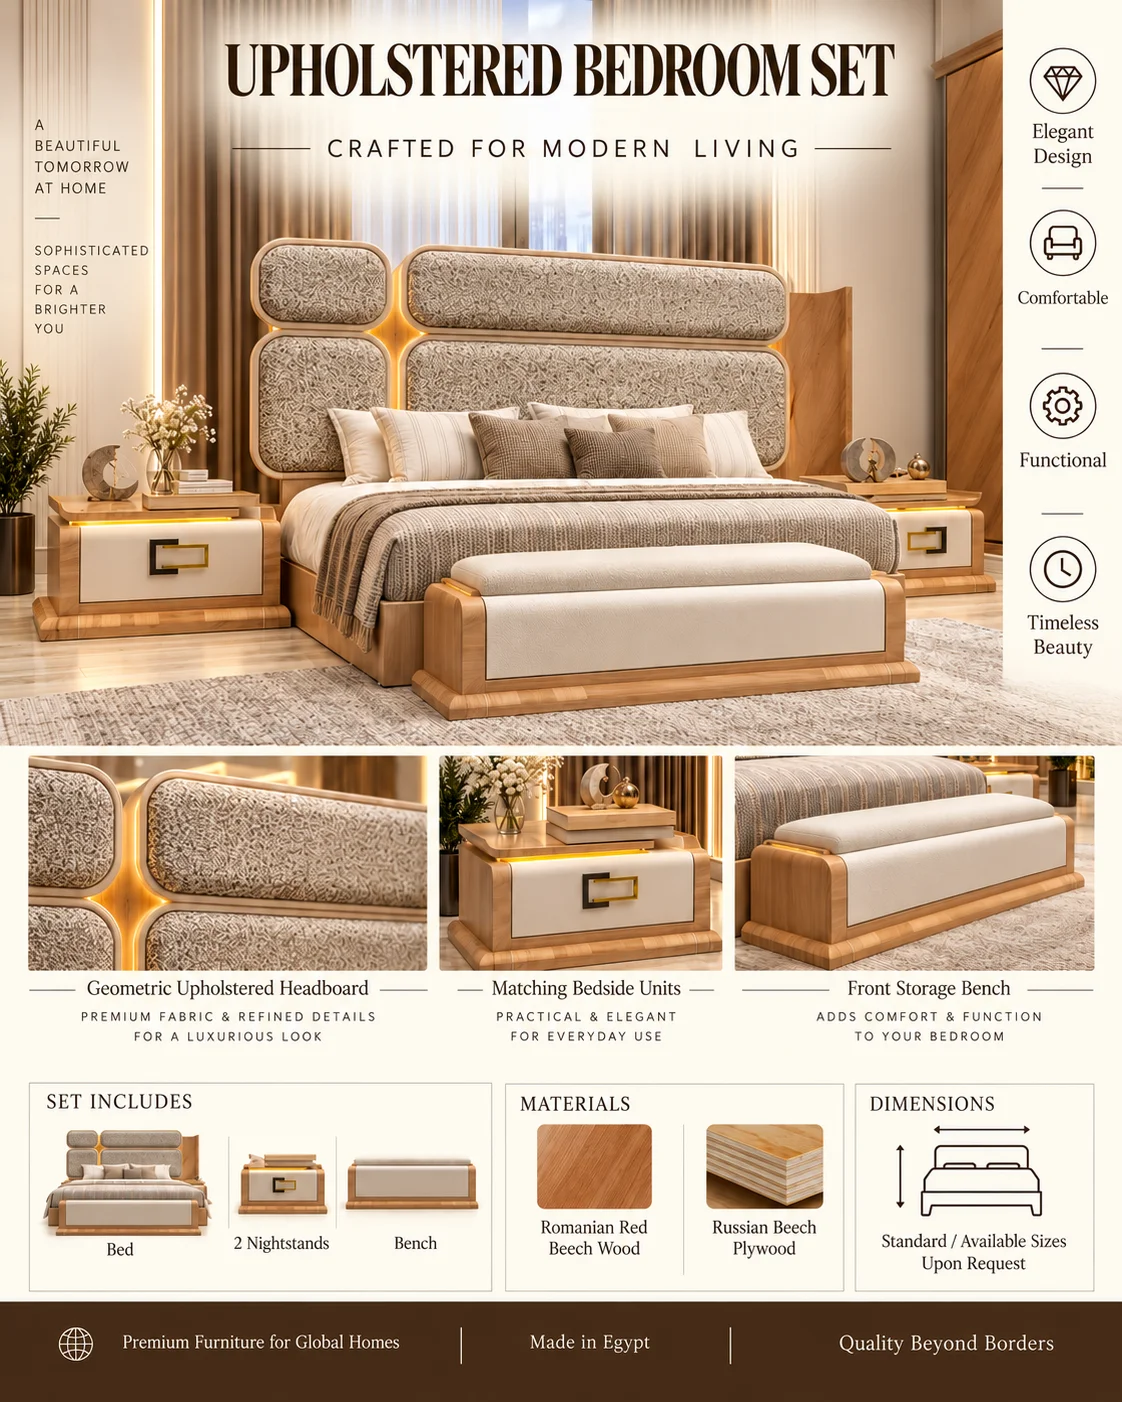 UPHOLSTERED BEDROOM SET
CRAFTED FOR MODERN LIVING
A
BEAUTIFUL
TOMORROW
AT HOME
SOPHISTICATED
SPACES
FOR A
BRIGHTER
YOU
Elegant
Design
Comfortable
Functional
Timeless
Beauty
Geometric Upholstered Headboard
PREMIUM FABRIC & REFINED DETAILS
FOR A LUXURIOUS LOOK
Matching Bedside Units
PRACTICAL & ELEGANT
FOR EVERYDAY USE
Front Storage Bench
ADDS COMFORT & FUNCTION
TO YOUR BEDROOM
SET INCLUDES
Bed
2 Nightstands
Bench
MATERIALS
Romanian Red
Beech Wood
Russian Beech
Plywood
DIMENSIONS
Standard / Available Sizes
Upon Request
Premium Furniture for Global Homes
Made in Egypt
Quality Beyond Borders